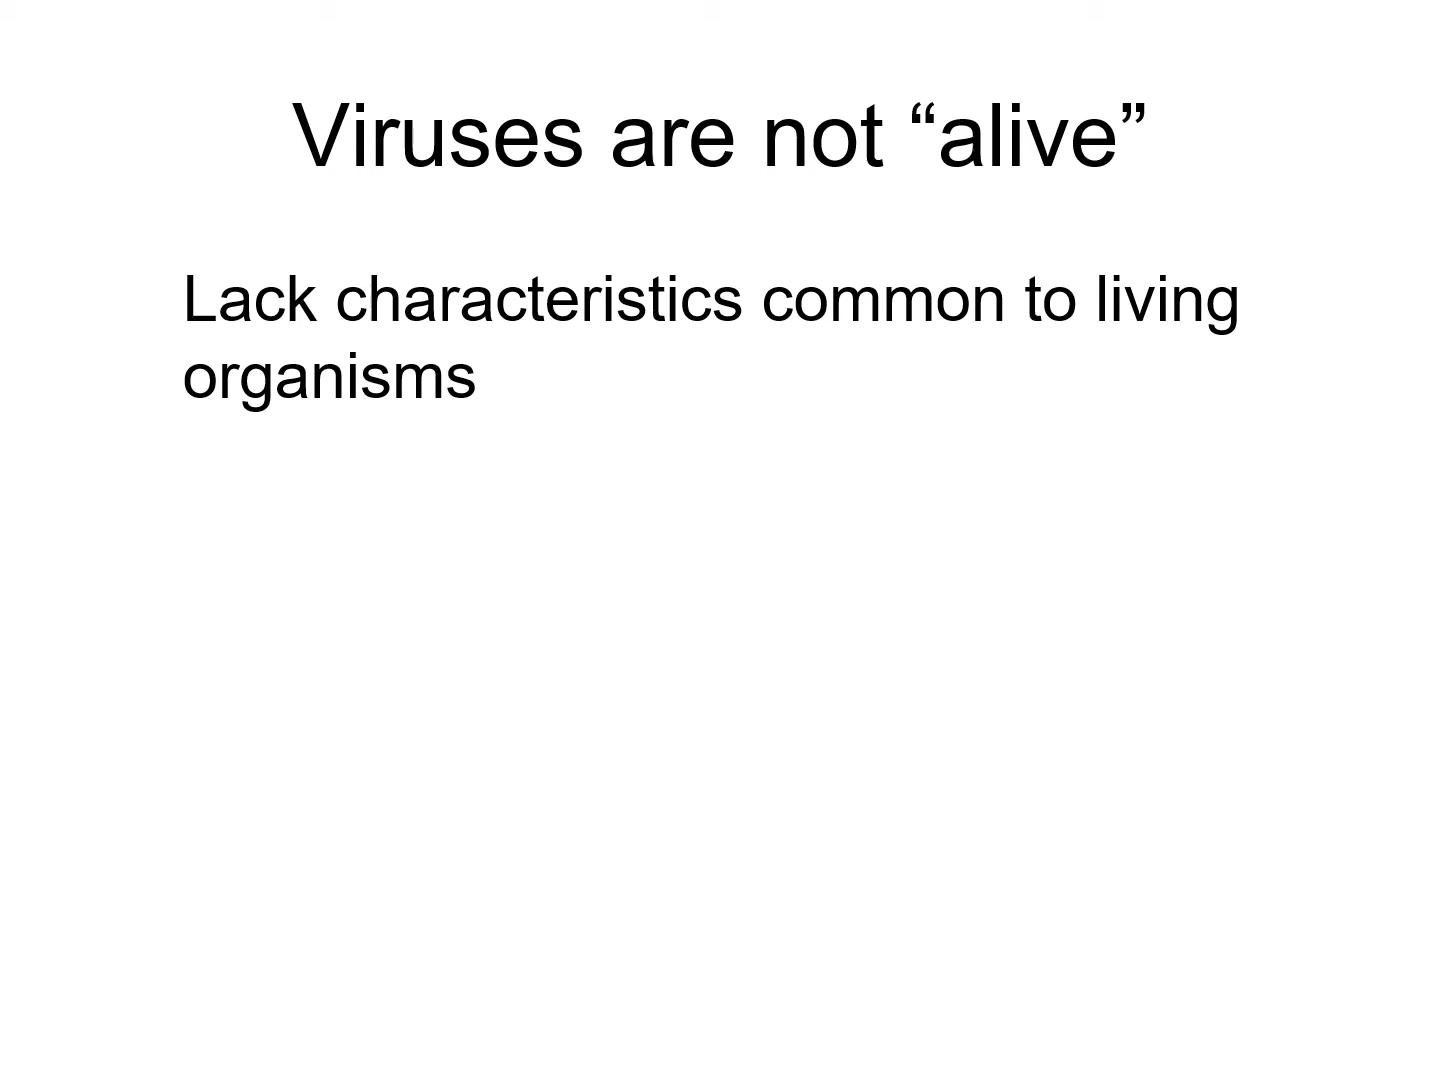 Viruses are not “alive”
Lack characteristics common to living
organisms